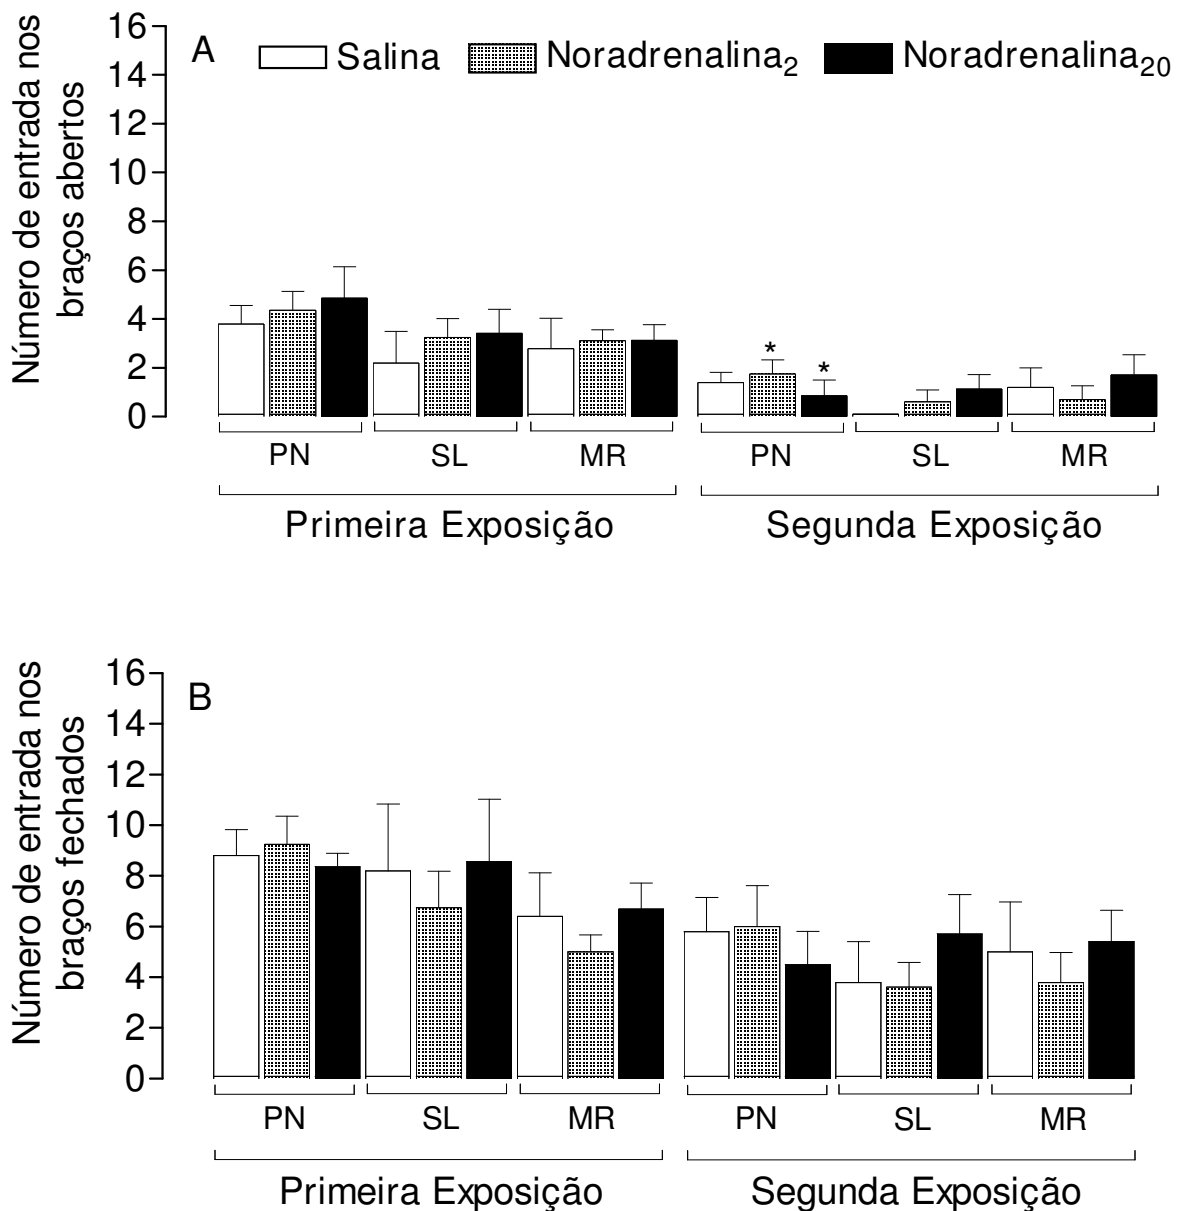 A Salina Noradrenalina₂ Noradrenalina₂₀
Número de entrada nos
braços abertos
16
14
12
10
8
6
4
2
0
* *
PN SL MR PN SL MR
Primeira Exposição Segunda Exposição
B
Número de entrada nos
braços fechados
16
14
12
10
8
6
4
2
0
PN SL MR PN SL MR
Primeira Exposição Segunda Exposição